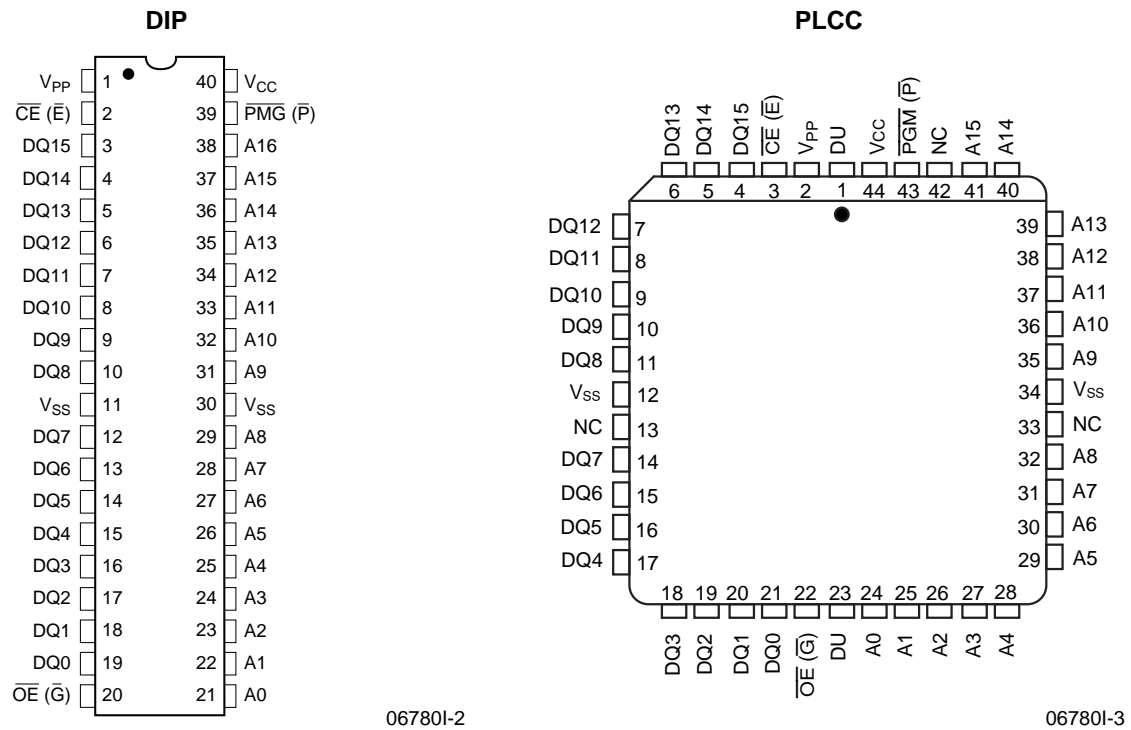 DIP
VPP 1 40 VCC
CE (E) 2 39 PMG (P)
DQ15 3 38 A16
DQ14 4 37 A15
DQ13 5 36 A14
DQ12 6 35 A13
DQ11 7 34 A12
DQ10 8 33 A11
DQ9 9 32 A10
DQ8 10 31 A9
VSS 11 30 VSS
DQ7 12 29 A8
DQ6 13 28 A7
DQ5 14 27 A6
DQ4 15 26 A5
DQ3 16 25 A4
DQ2 17 24 A3
DQ1 18 23 A2
DQ0 19 22 A1
OE (G) 20 21 A0
06780I-2
PLCC
DQ13 DQ14 DQ15 CE (E) VPP DU VCC PGM (P) NC A15 A14
6 5 4 3 2 1 44 43 42 41 40
DQ12 7 39 A13
DQ11 8 38 A12
DQ10 9 37 A11
DQ9 10 36 A10
DQ8 11 35 A9
VSS 12 34 VSS
NC 13 33 NC
DQ7 14 32 A8
DQ6 15 31 A7
DQ5 16 30 A6
DQ4 17 29 A5
18 19 20 21 22 23 24 25 26 27 28
DQ3 DQ2 DQ1 DQ0 OE (G) DU A0 A1 A2 A3 A4
06780I-3